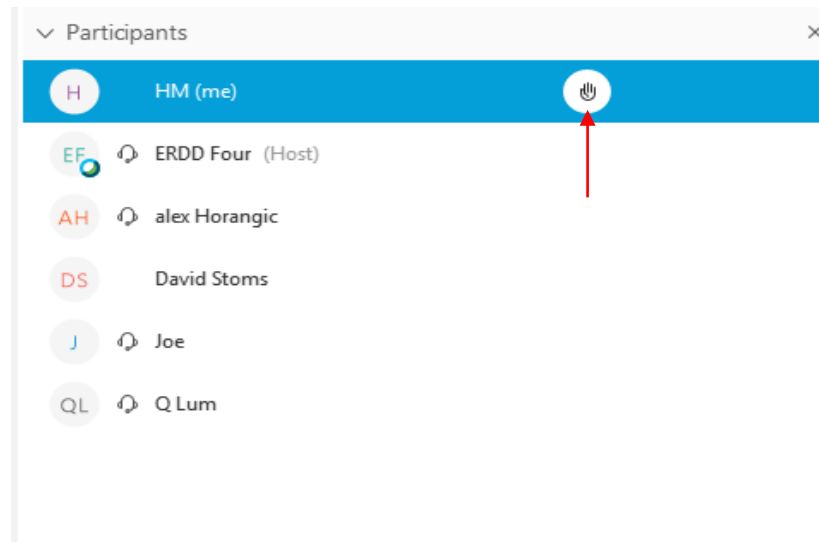 Participants
H HM (me)
EF ERDD Four (Host)
AH alex Horangic
DS David Stoms
J Joe
QL Q Lum